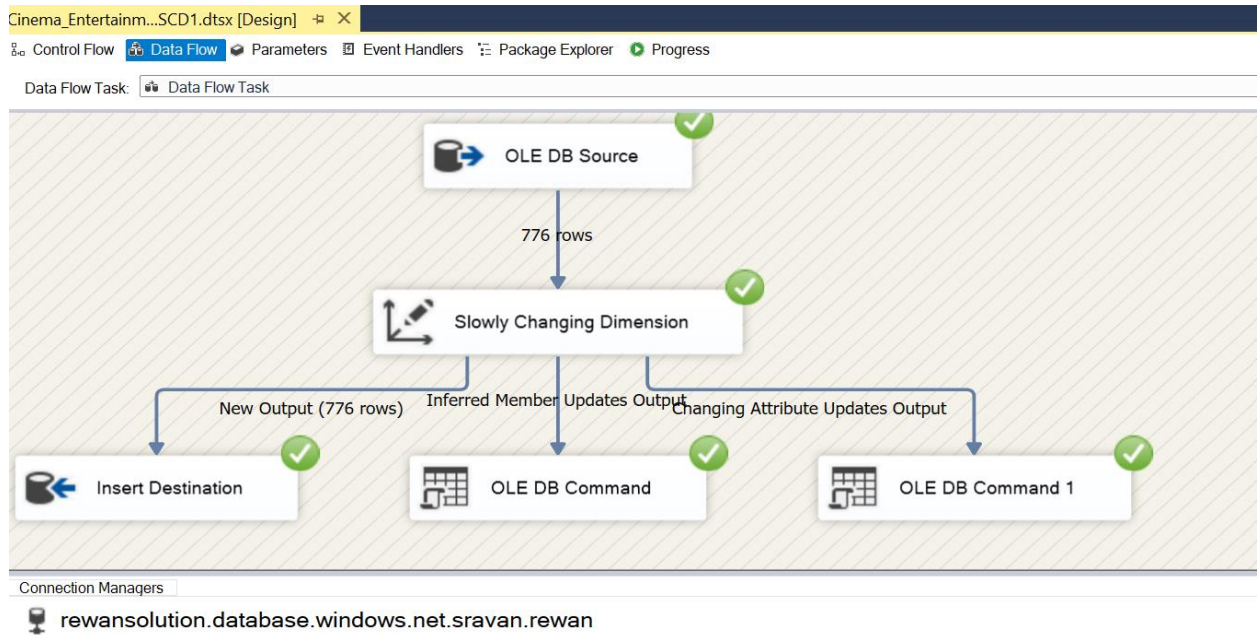 Cinema_Entertainm...SCD1.dtsx [Design]
Control Flow Data Flow Parameters Event Handlers Package Explorer Progress
Data Flow Task: Data Flow Task
OLE DB Source
776 rows
Slowly Changing Dimension
New Output (776 rows) Inferred Member Updates Output Changing Attribute Updates Output
Insert Destination OLE DB Command OLE DB Command 1
Connection Managers
rewansolution.database.windows.net.sravan.rewan